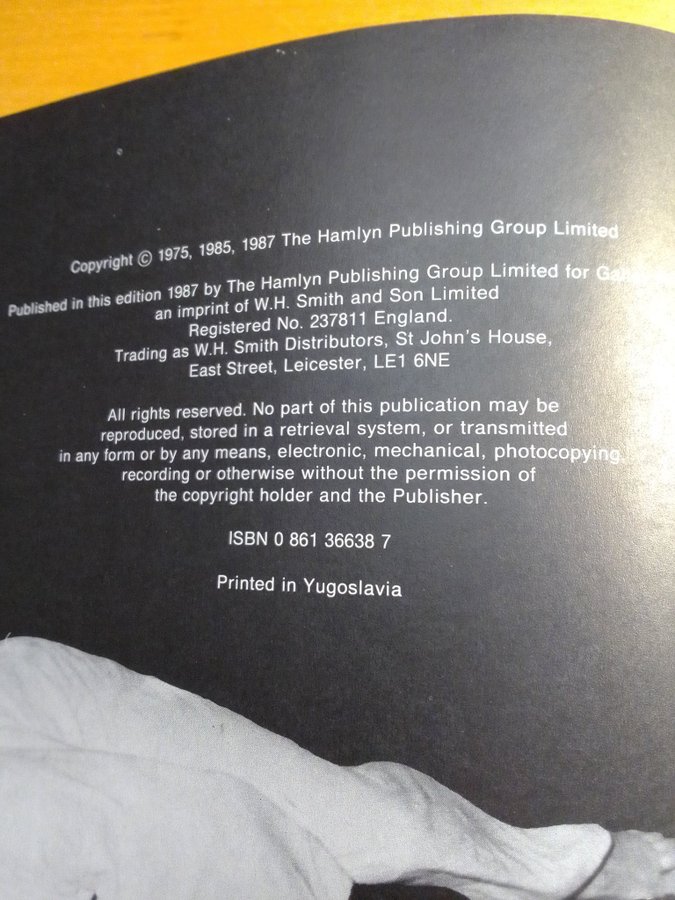 Copyright © 1975, 1985, 1987 The Hamlyn Publishing Group Limited
Published in this edition 1987 by The Hamlyn Publishing Group Limited for
an imprint of W.H. Smith and Son Limited
Registered No. 237811 England.
Trading as W.H. Smith Distributors, St John's House,
East Street, Leicester, LE1 6NE
All rights reserved. No part of this publication may be
reproduced, stored in a retrieval system, or transmitted
in any form or by any means, electronic, mechanical, photocopying,
recording or otherwise without the permission of
the copyright holder and the Publisher.
ISBN 0 861 36638 7
Printed in Yugoslavia